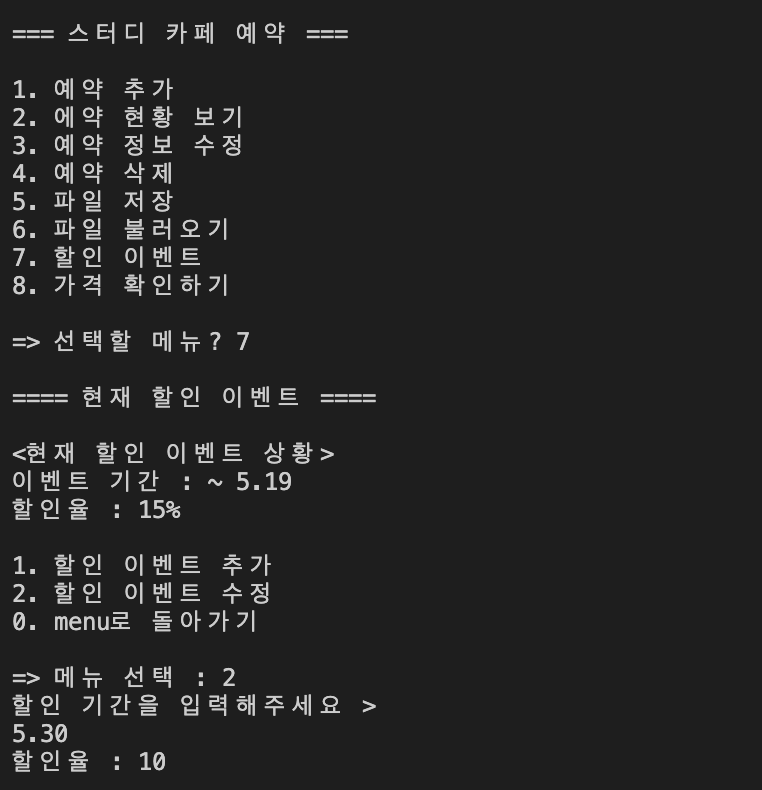 === 스터디 카페 예약 ===
1. 예약 추가
2. 에약 현황 보기
3. 예약 정보 수정
4. 예약 삭제
5. 파일 저장
6. 파일 불러오기
7. 할인 이벤트
8. 가격 확인하기
=> 선택할 메뉴? 7
==== 현재 할인 이벤트 ====
<현재 할인 이벤트 상황>
이벤트 기간 : ~ 5.19
할인율 : 15%
1. 할인 이벤트 추가
2. 할인 이벤트 수정
0. menu로 돌아가기
=> 메뉴 선택 : 2
할인 기간을 입력해주세요 >
5.30
할인율 : 10